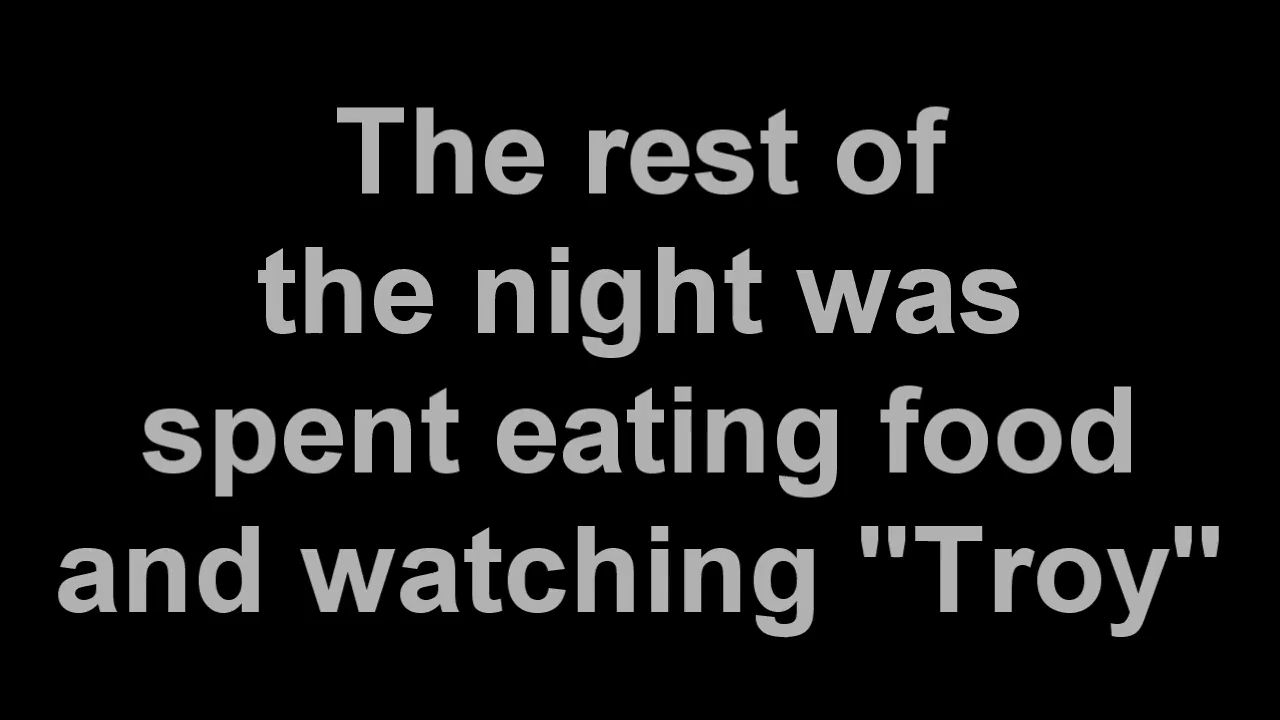 The rest of
the night was
spent eating food
and watching "Troy"